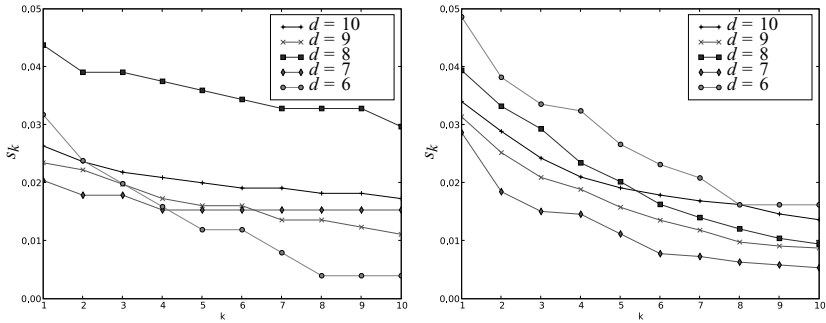 0,05
0,04
0,03
0,02
0,01
0,00
s_k
1 2 3 4 5 6 7 8 9 10
k
d = 10
d = 9
d = 8
d = 7
d = 6
0,05
0,04
0,03
0,02
0,01
0,00
s_k
1 2 3 4 5 6 7 8 9 10
k
d = 10
d = 9
d = 8
d = 7
d = 6